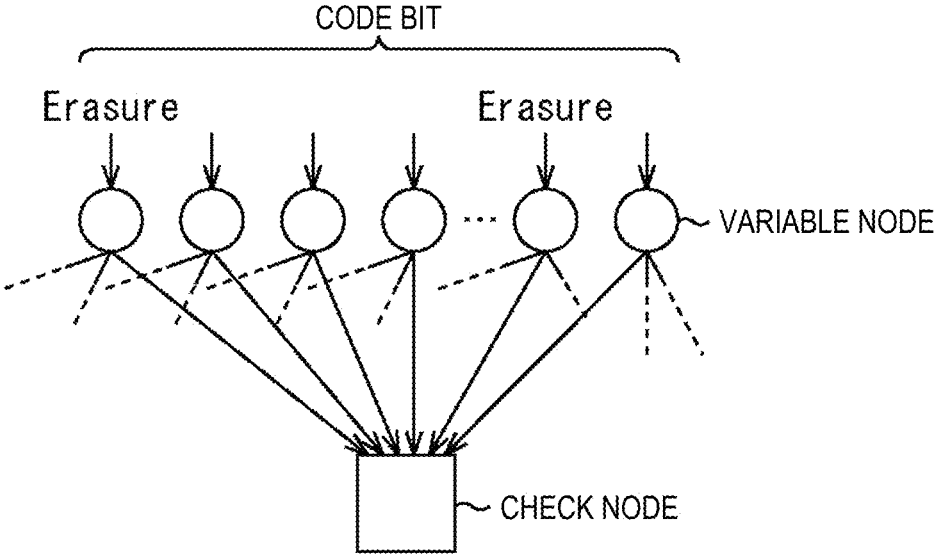 CODE BIT
Erasure
Erasure
...
VARIABLE NODE
CHECK NODE